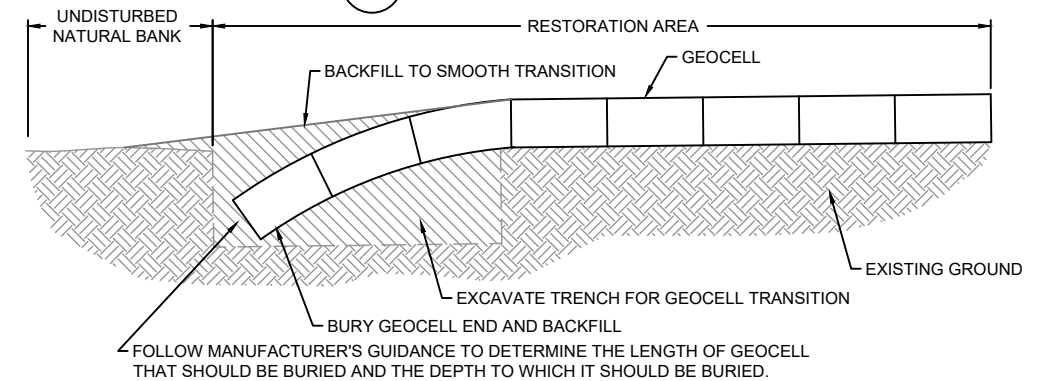 UNDISTURBED
NATURAL BANK
RESTORATION AREA
GEOCELL
BACKFILL TO SMOOTH TRANSITION
EXISTING GROUND
EXCAVATE TRENCH FOR GEOCELL TRANSITION
BURY GEOCELL END AND BACKFILL
FOLLOW MANUFACTURER'S GUIDANCE TO DETERMINE THE LENGTH OF GEOCELL
THAT SHOULD BE BURIED AND THE DEPTH TO WHICH IT SHOULD BE BURIED.